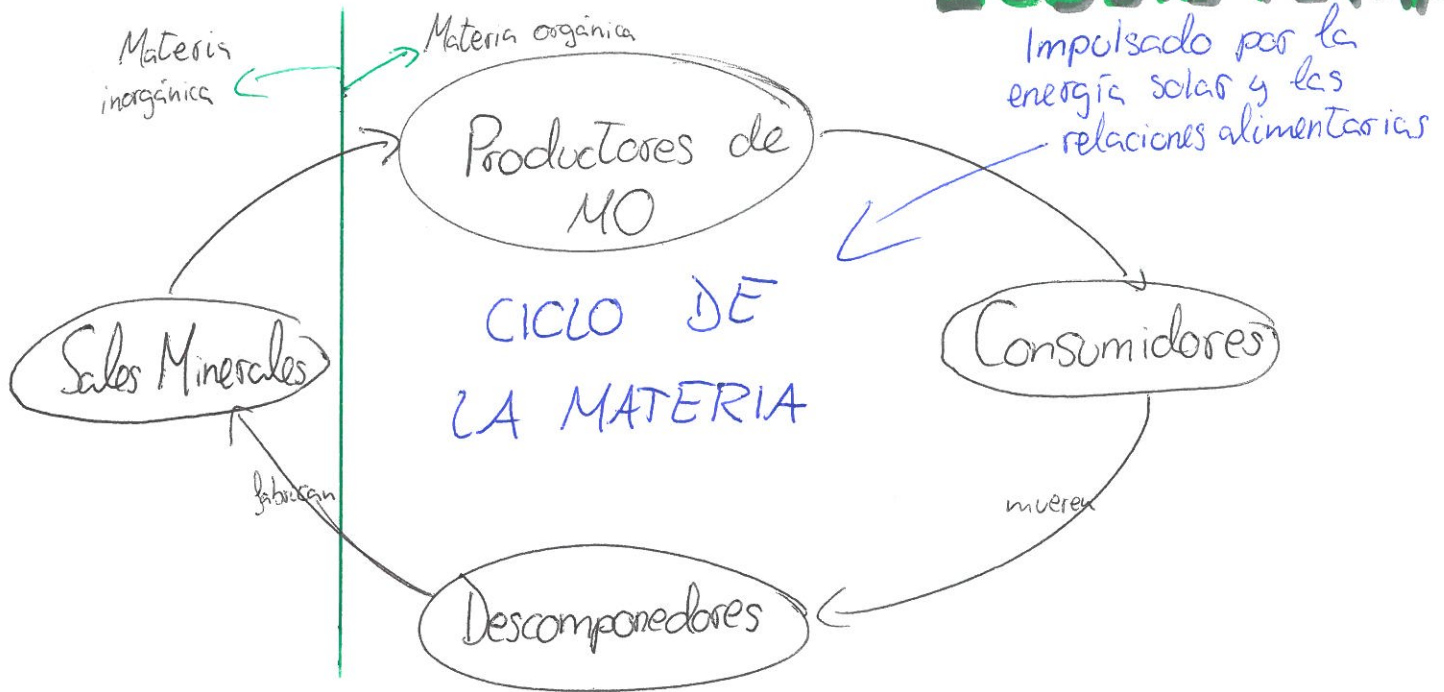 Materia
inorgánica
Materia orgánica
Impulsado por la
energía solar y las
relaciones alimentarias
Productores de
MO
CICLO DE
LA MATERIA
Sales Minerales
Consumidores
fabrican
mueren
Descomponedores